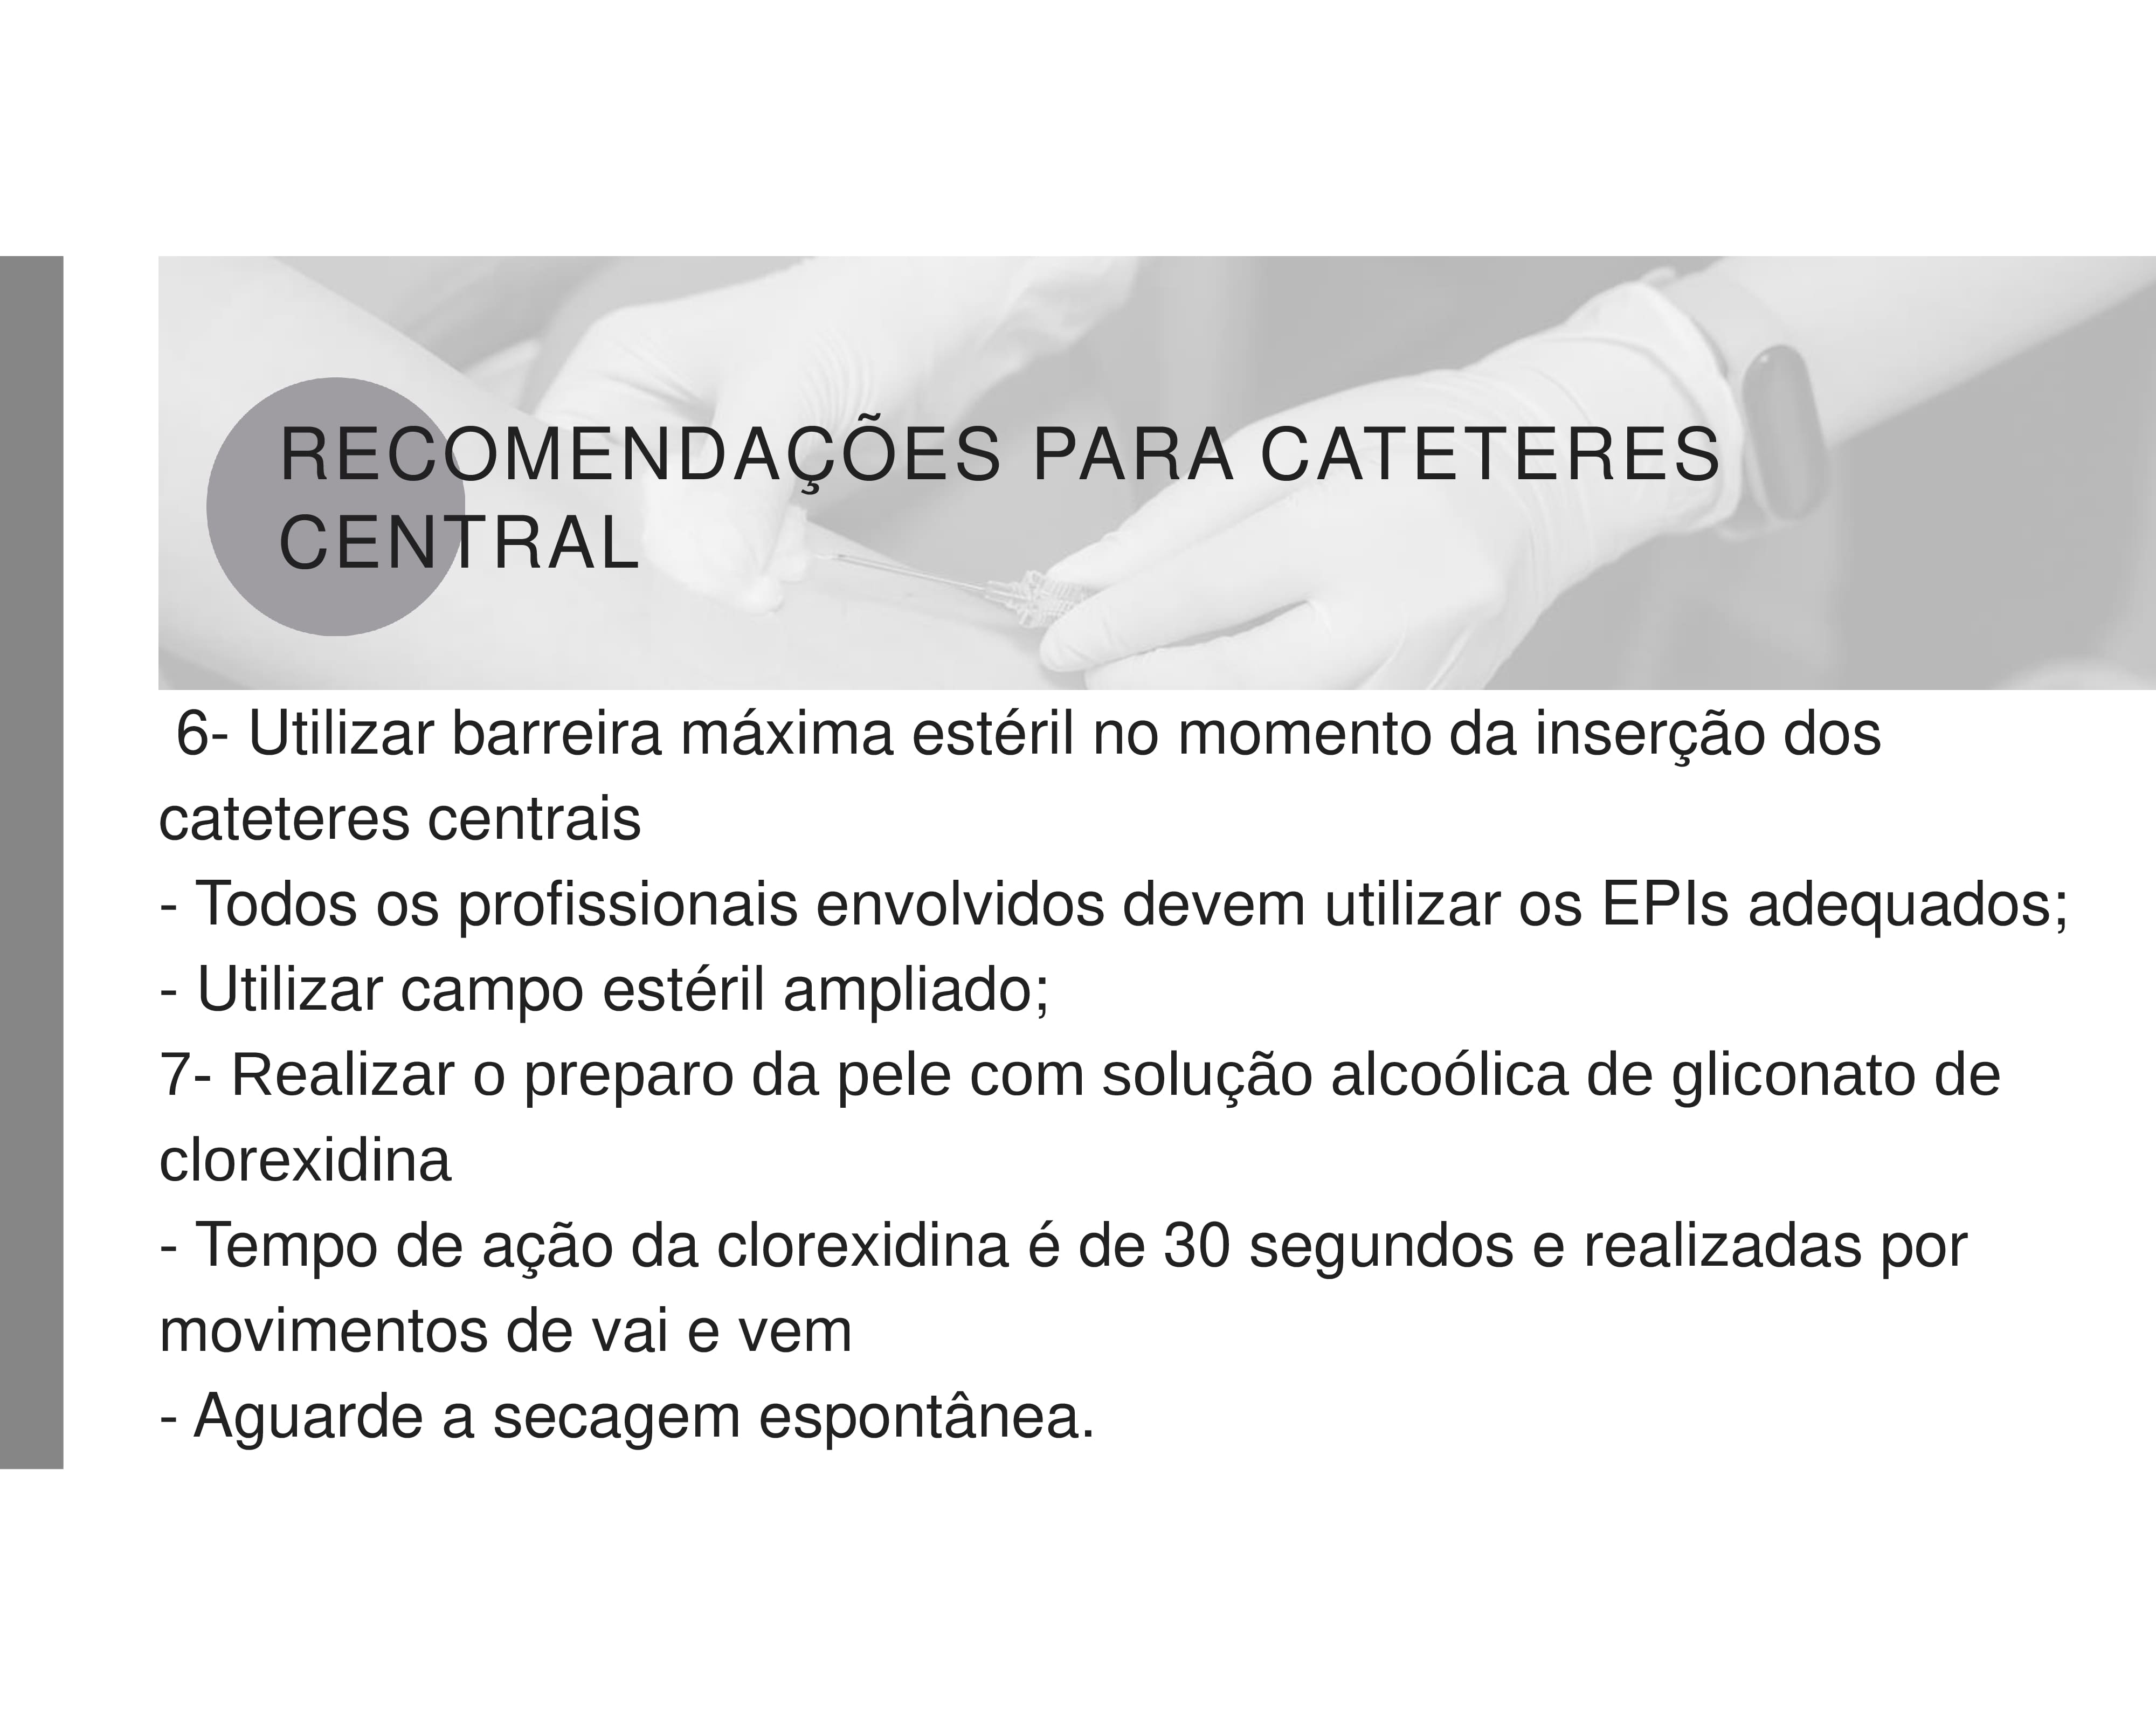 RECOMENDAÇÕES PARA CATETERES
CENTRAL
6- Utilizar barreira máxima estéril no momento da inserção dos
cateteres centrais
- Todos os profissionais envolvidos devem utilizar os EPIs adequados;
- Utilizar campo estéril ampliado;
7- Realizar o preparo da pele com solução alcoólica de gliconato de
clorexidina
- Tempo de ação da clorexidina é de 30 segundos e realizadas por
movimentos de vai e vem
- Aguarde a secagem espontânea.